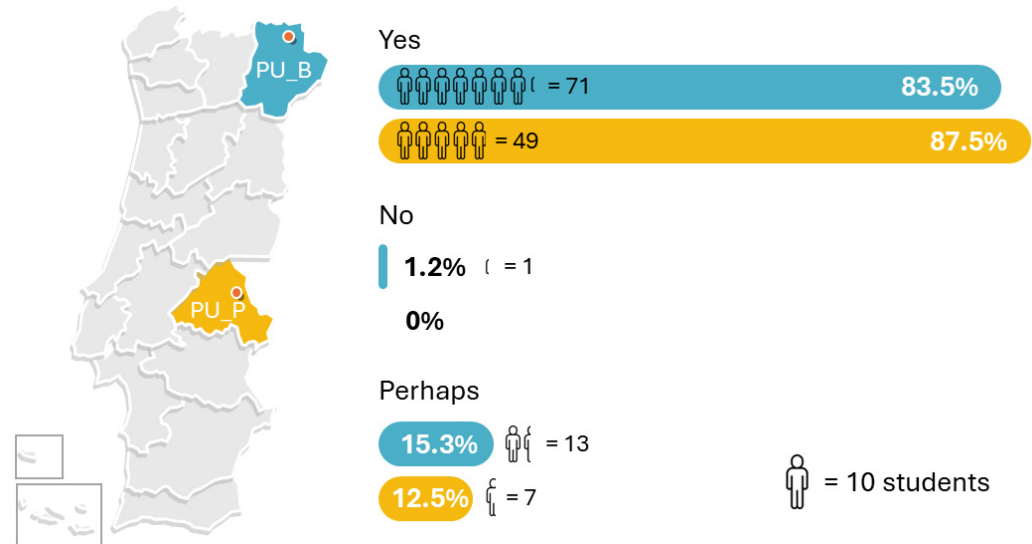 PU_B
PU_P
Yes
= 71
83.5%
= 49
87.5%
No
1.2%
= 1
0%
Perhaps
15.3%
= 13
12.5%
= 7
= 10 students